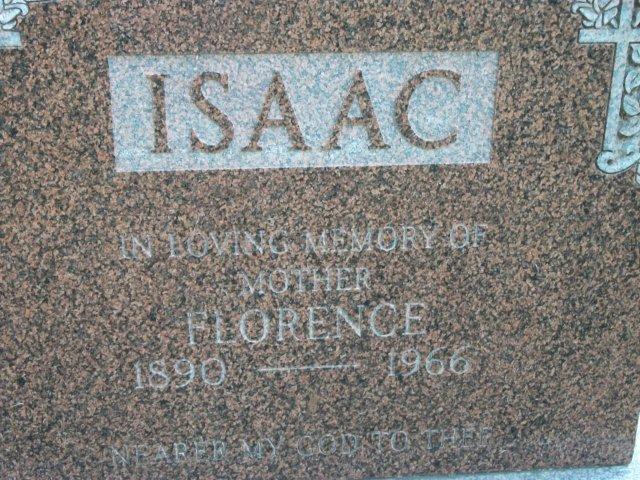 ISAAC
IN LOVING MEMORY OF
MOTHER
FLORENCE
1890 — 1966
NEARER MY GOD TO THEE